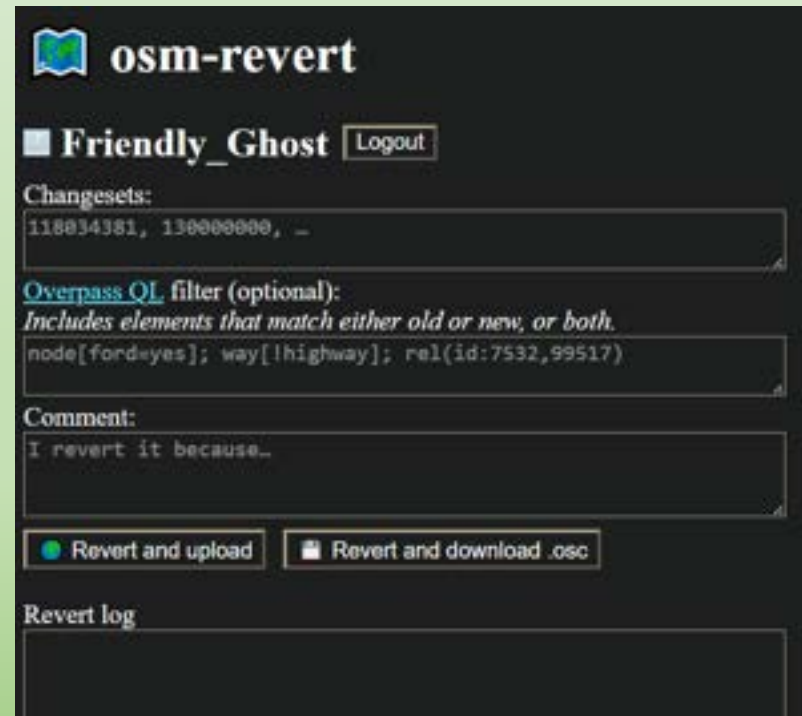 osm-revert
Friendly_Ghost Logout
Changesets:
118034381, 130000000, …
Overpass QL filter (optional):
Includes elements that match either old or new, or both.
node[ford=yes]; way[!highway]; rel(id:7532,99517)
Comment:
I revert it because…
Revert and upload Revert and download .osc
Revert log